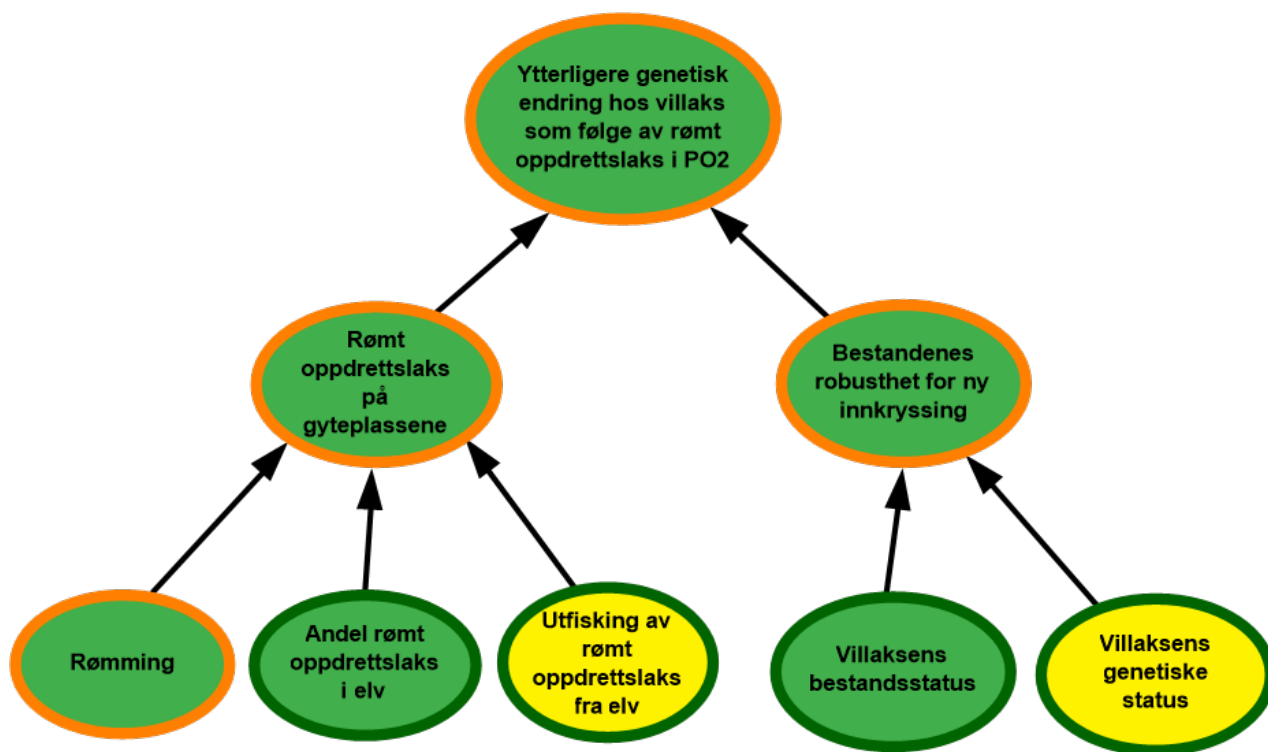 Ytterligere genetisk
endring hos villaks
som følge av rømt
oppdrettslaks i PO2
Rømt
oppdrettslaks
på
gyteplassene
Bestandenes
robusthet for ny
innkryssing
Rømming
Andel rømt
oppdrettslaks
i elv
Utfisking av
rømt
oppdrettslaks
fra elv
Villaksens
bestandsstatus
Villaksens
genetiske
status